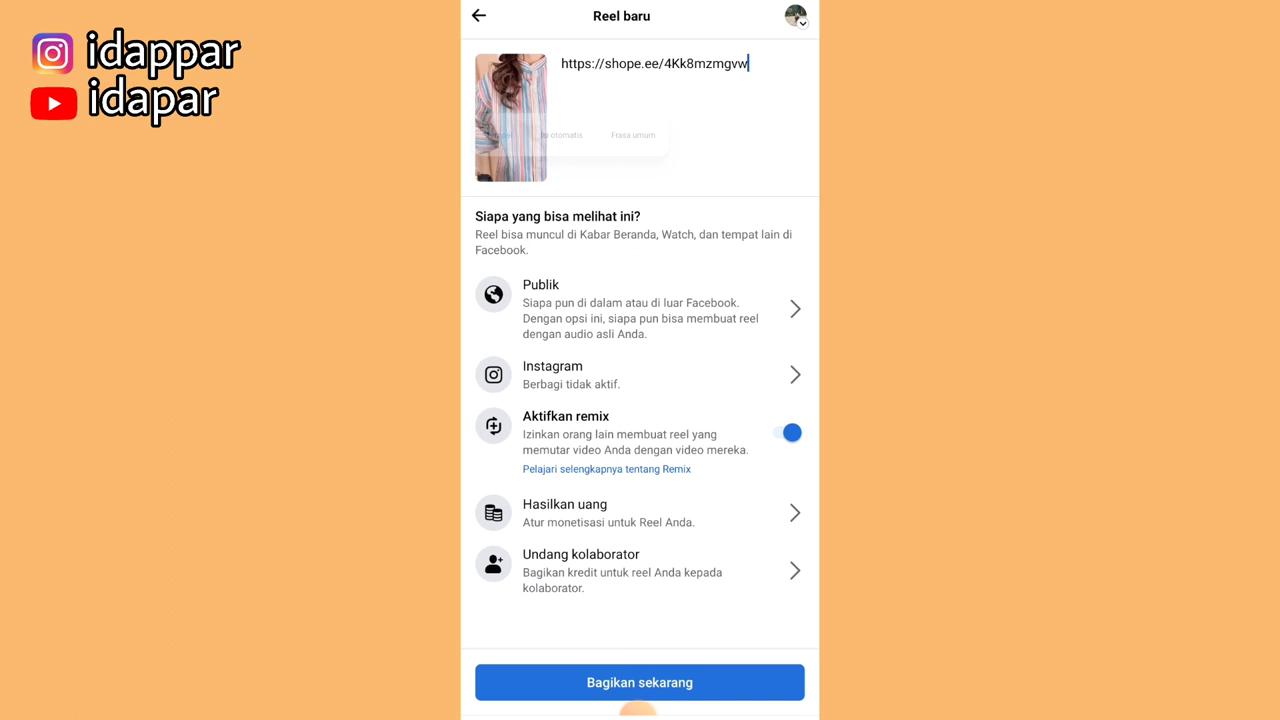 idappar
idapar
Reel baru
https://shope.ee/4Kk8mzmgvw
otomatis
Frasa umum
Siapa yang bisa melihat ini?
Reel bisa muncul di Kabar Beranda, Watch, dan tempat lain di
Facebook.
Publik
Siapa pun di dalam atau di luar Facebook.
Dengan opsi ini, siapa pun bisa membuat reel
dengan audio asli Anda.
Instagram
Berbagi tidak aktif.
Aktifkan remix
Izinkan orang lain membuat reel yang
memutar video Anda dengan video mereka.
Pelajari selengkapnya tentang Remix
Hasilkan uang
Atur monetisasi untuk Reel Anda.
Undang kolaborator
Bagikan kredit untuk reel Anda kepada
kolaborator.
Bagikan sekarang